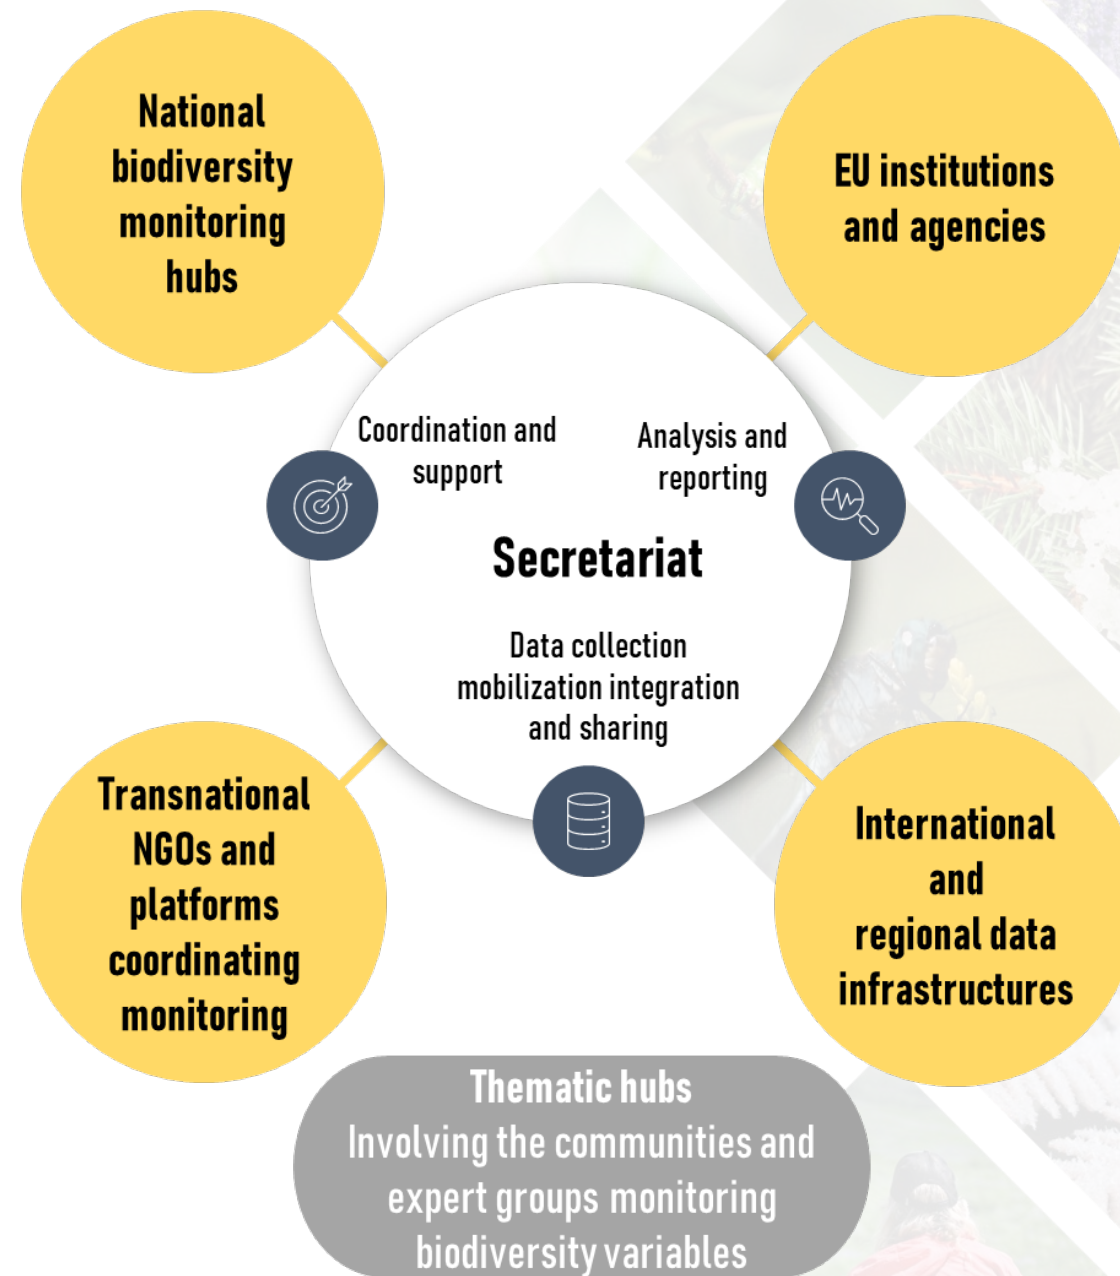 National
biodiversity
monitoring
hubs
EU institutions
and agencies
Coordination and
support
Analysis and
reporting
Secretariat
Data collection
mobilization integration
and sharing
Transnational
NGOs and
platforms
coordinating
monitoring
International
and
regional data
infrastructures
Thematic hubs
Involving the communities and
expert groups monitoring
biodiversity variables